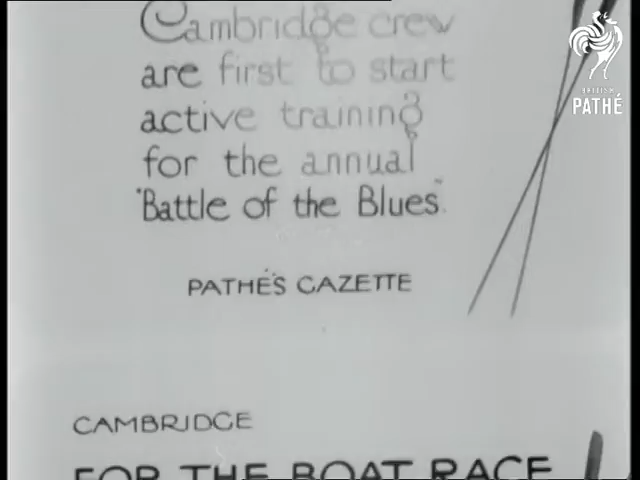 Cambridge crew
are first to start
active training
for the annual
"Battle of the Blues".
PATHÉ'S GAZETTE
CAMBRIDGE
FOR THE BOAT RACE
BRITISH
PATHÉ